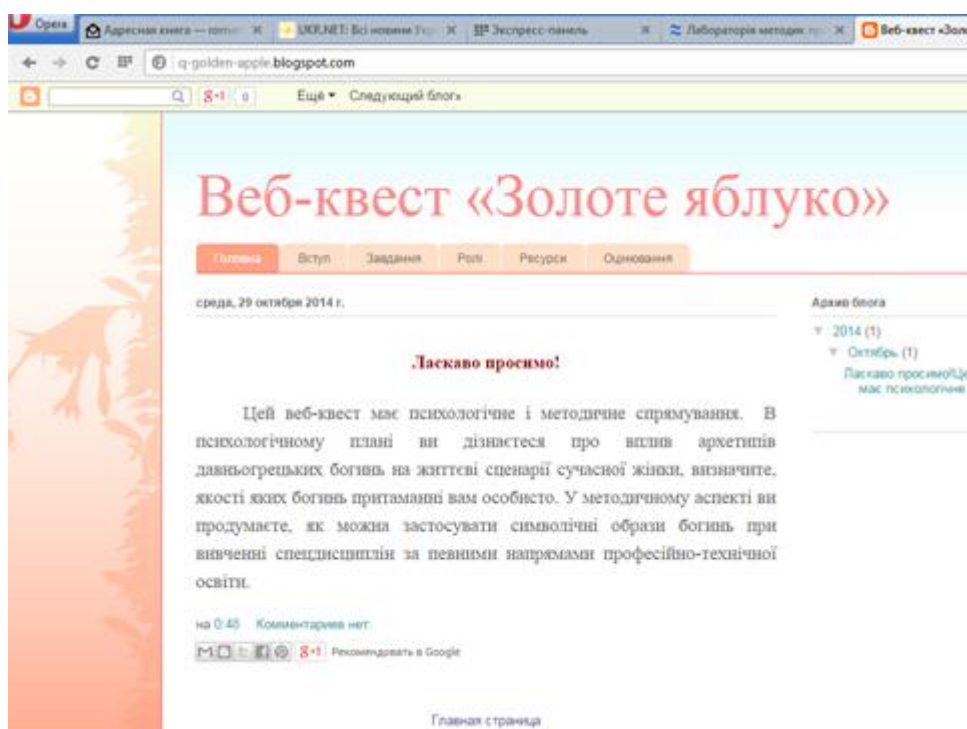 Opera
Адресная книга —
UKR.NET: Всі новини
Экспресс-панель
Лабораторія методик
Веб-квест «Зол
q-golden-apple.blogspot.com
g+1 0 Ещё Следующий блог»
Веб-квест «Золоте яблуко»
Головна Вступ Завдання Ролі Ресурси Оцінювання
среда, 29 октября 2014 г.
Ласкаво просимо!
Цей веб-квест має психологічне і методичне спрямування. В
психологічному плані ви дізнаєтеся про вплив архетипів
давньогрецьких богинь на життєві сценарії сучасної жінки, визначите,
якості яких богинь притаманні вам особисто. У методичному аспекті ви
продумаєте, як можна застосувати символічні образи богинь при
вивченні спецдисциплін за певними напрямами професійно-технічної
освіти.
на 0:48 Комментариев нет:
g+1 Рекомендовать в Google
Главная страница
Архив блога
2014 (1)
Октябрь (1)
Ласкаво просимо!Це
має психологічне